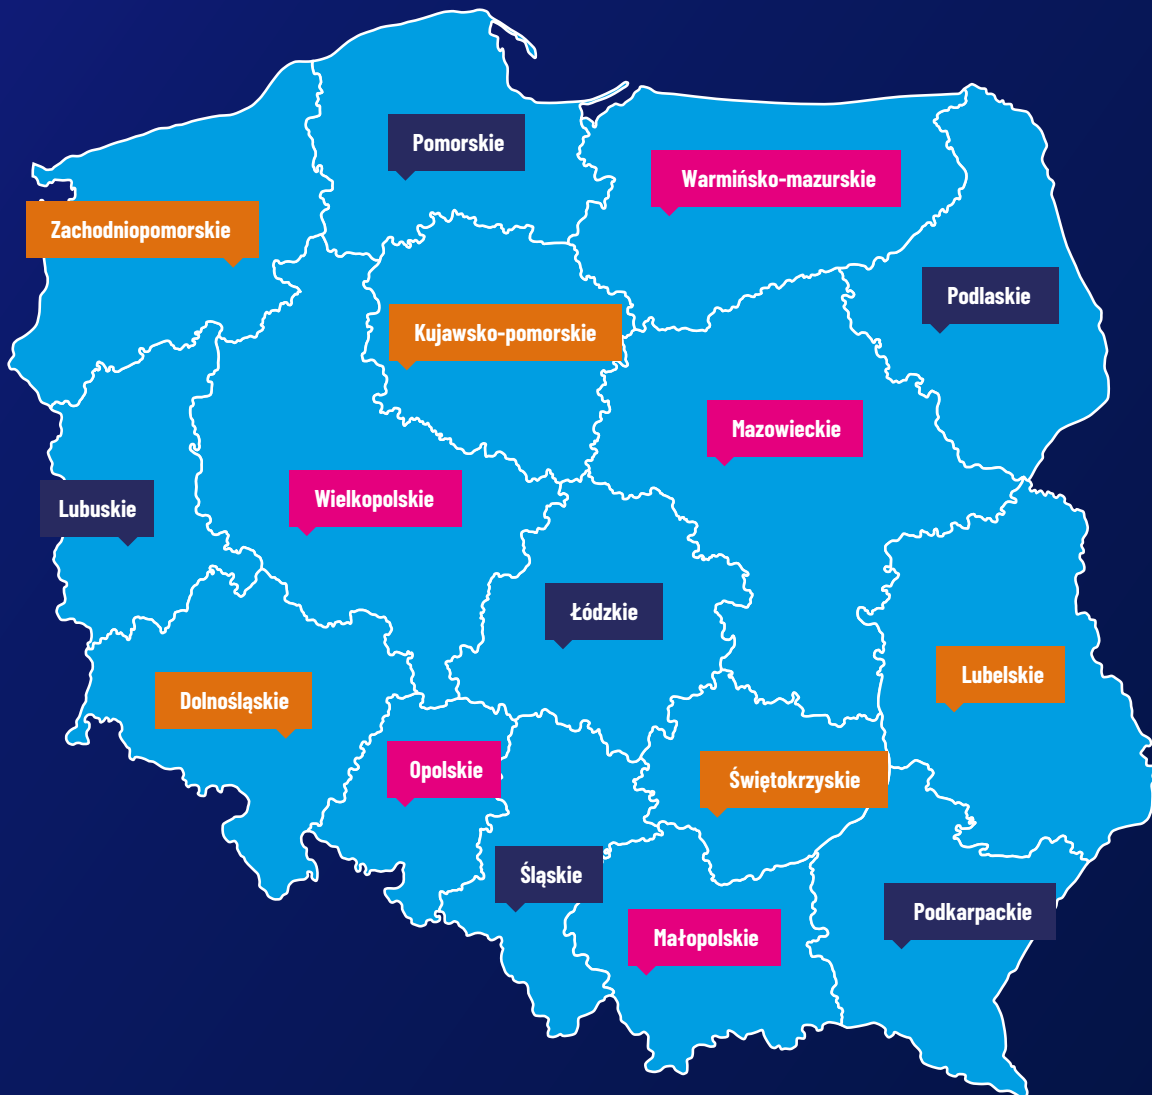 Pomorskie
Warmińsko-mazurskie
Zachodniopomorskie
Podlaskie
Kujawsko-pomorskie
Mazowieckie
Wielkopolskie
Lubuskie
Łódzkie
Lubelskie
Dolnośląskie
Opolskie
Świętokrzyskie
Śląskie
Podkarpackie
Małopolskie